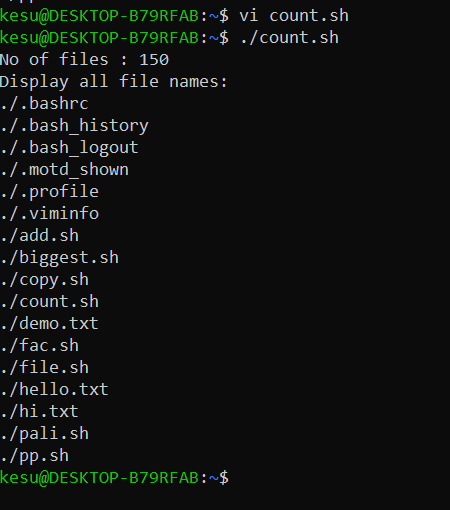 kesu@DESKTOP-B79RFAB:~$ vi count.sh
kesu@DESKTOP-B79RFAB:~$ ./count.sh
No of files : 150
Display all file names:
./.bashrc
./.bash_history
./.bash_logout
./.motd_shown
./.profile
./.viminfo
./add.sh
./biggest.sh
./copy.sh
./count.sh
./demo.txt
./fac.sh
./file.sh
./hello.txt
./hi.txt
./pali.sh
./pp.sh
kesu@DESKTOP-B79RFAB:~$